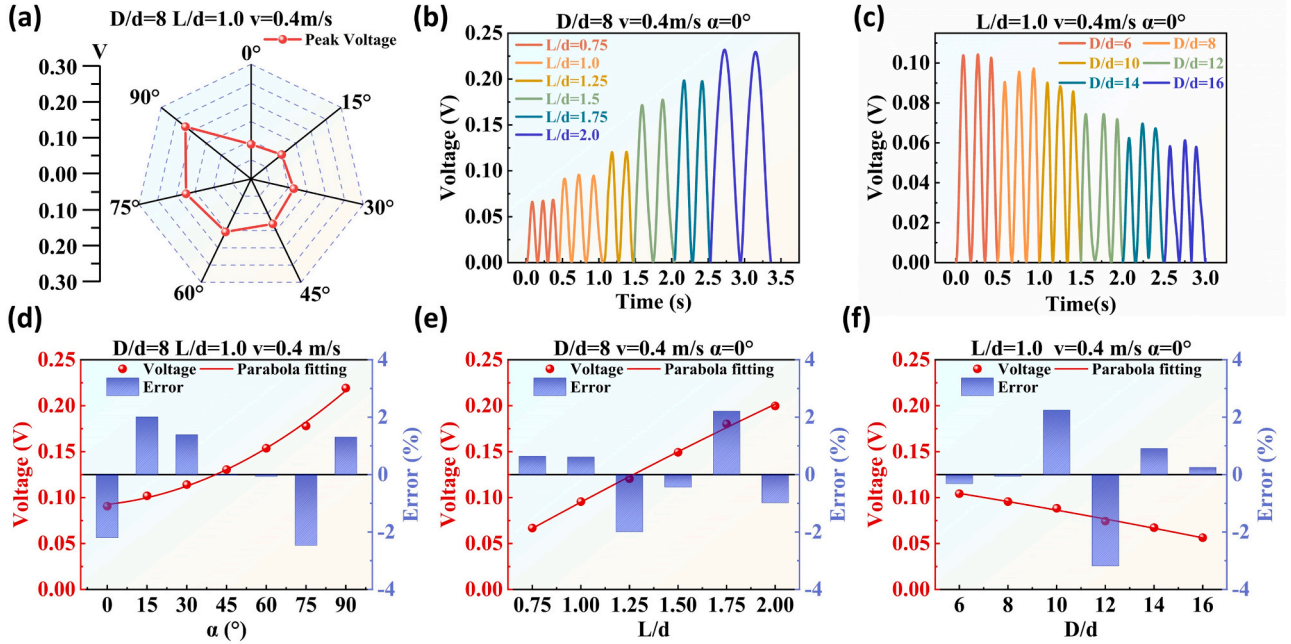 (a)
D/d=8 L/d=1.0 v=0.4m/s
V
Peak Voltage
0°
15°
30°
45°
60°
75°
90°
0.30
0.20
0.10
0.00
0.10
0.20
0.30
(b)
D/d=8 v=0.4m/s α=0°
L/d=0.75
L/d=1.0
L/d=1.25
L/d=1.5
L/d=1.75
L/d=2.0
Voltage (V)
0.25
0.20
0.15
0.10
0.05
0.00
0.0 0.5 1.0 1.5 2.0 2.5 3.0 3.5
Time (s)
(c)
L/d=1.0 v=0.4m/s α=0°
D/d=6 D/d=8
D/d=10 D/d=12
D/d=14 D/d=16
Voltage (V)
0.10
0.08
0.06
0.04
0.02
0.00
0.0 0.5 1.0 1.5 2.0 2.5 3.0
Time(s)
(d)
D/d=8 L/d=1.0 v=0.4 m/s
Voltage Parabola fitting
Error
Voltage (V)
0.25
0.20
0.15
0.10
0.05
0.00
4
2
0
-2
-4
Error (%)
0 15 30 45 60 75 90
α (°)
(e)
D/d=8 v=0.4 m/s α=0°
Voltage Parabola fitting
Error
Voltage (V)
0.25
0.20
0.15
0.10
0.05
0.00
4
2
0
-2
-4
Error (%)
0.75 1.00 1.25 1.50 1.75 2.00
L/d
(f)
L/d=1.0 v=0.4 m/s α=0°
Voltage Parabola fitting
Error
Voltage (V)
0.25
0.20
0.15
0.10
0.05
0.00
4
2
0
-2
-4
Error (%)
6 8 10 12 14 16
D/d